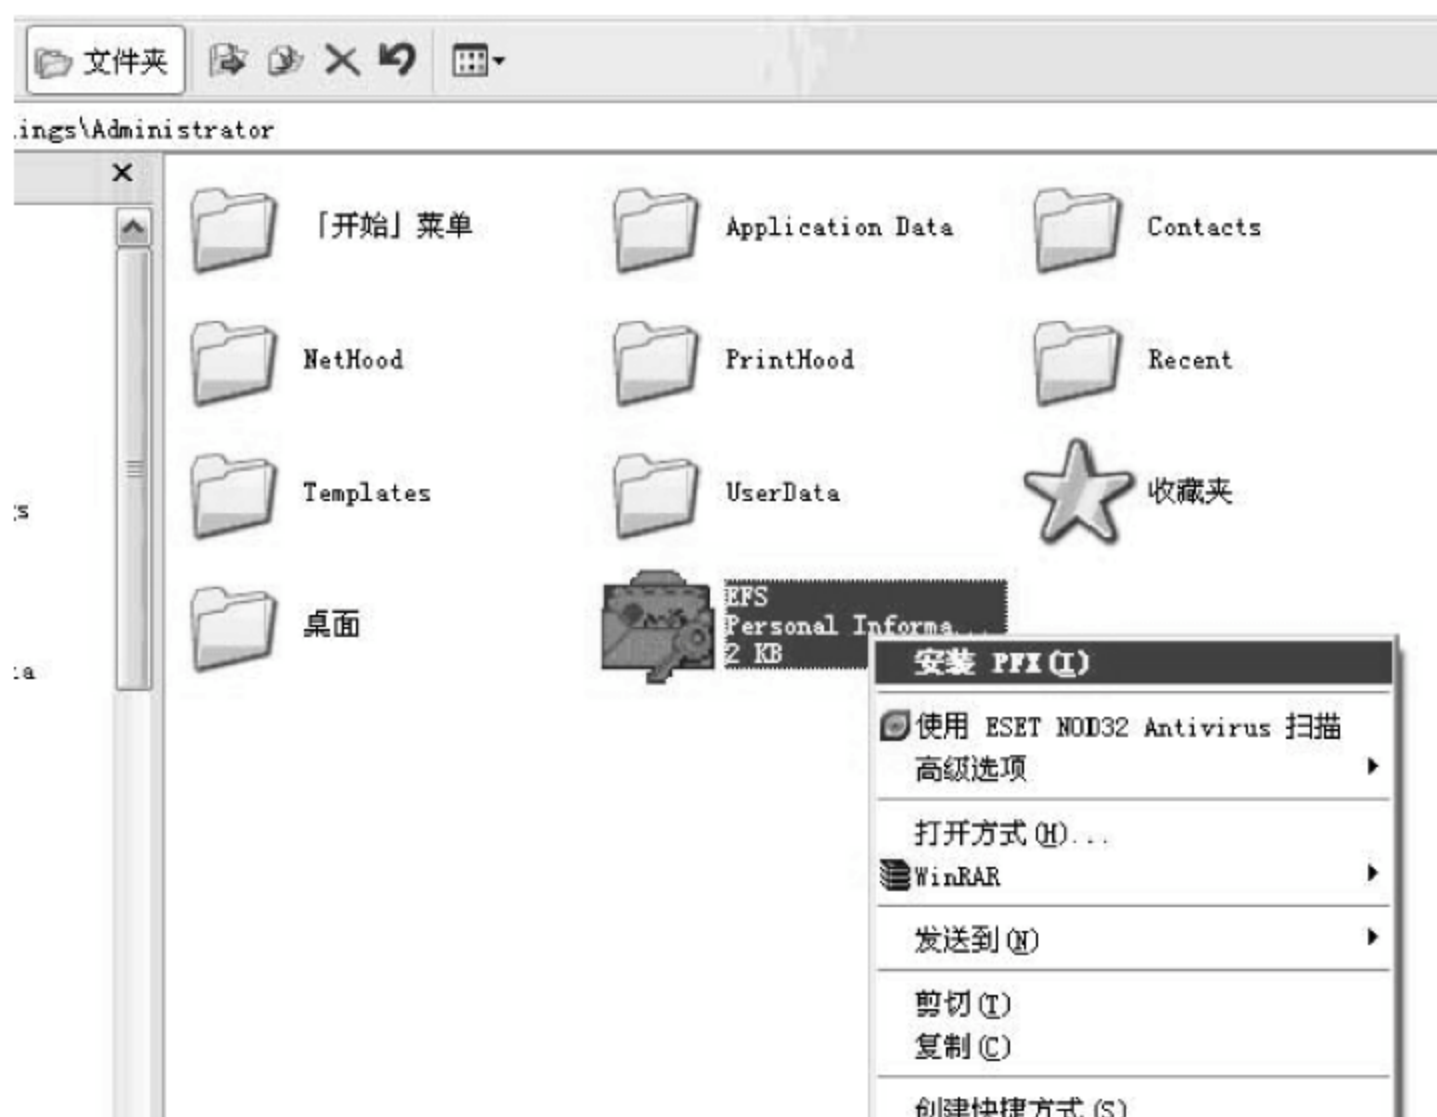 文件夹
ings\Administrator
「开始」菜单
Application Data
Contacts
NetHood
PrintHood
Recent
Templates
UserData
收藏夹
s
桌面
EFS
Personal Informa...
2 KB
安装 PFX(I)
a
使用 ESET NOD32 Antivirus 扫描
高级选项
打开方式(H)...
WinRAR
发送到(N)
剪切(T)
复制(C)
创建快捷方式(S)